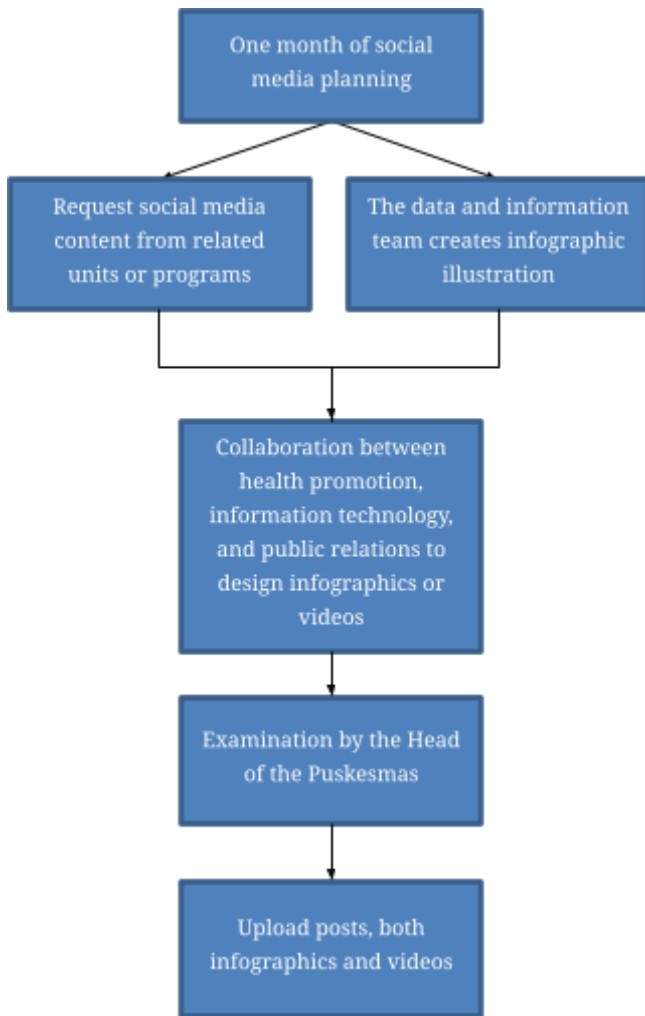 One month of social
media planning
Request social media
content from related
units or programs
The data and information
team creates infographic
illustration
Collaboration between
health promotion,
information technology,
and public relations to
design infographics or
videos
Examination by the Head
of the Puskesmas
Upload posts, both
infographics and videos